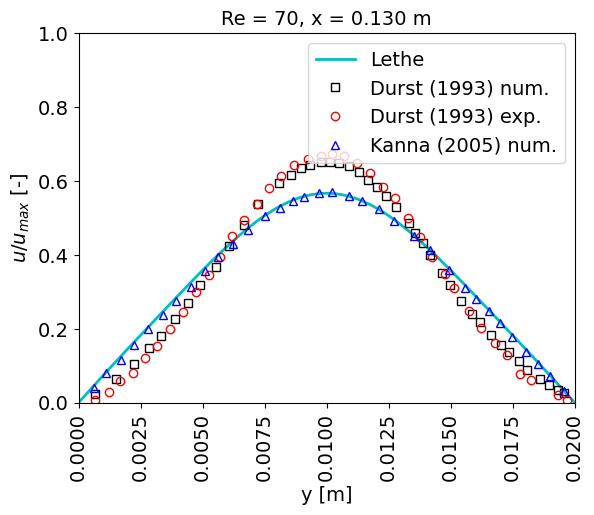 Re = 70, x = 0.130 m
Lethe
Durst (1993) num.
Durst (1993) exp.
Kanna (2005) num.
u/u_max [-]
1.0
0.8
0.6
0.4
0.2
0.0
0.0000
0.0025
0.0050
0.0075
0.0100
0.0125
0.0150
0.0175
0.0200
y [m]